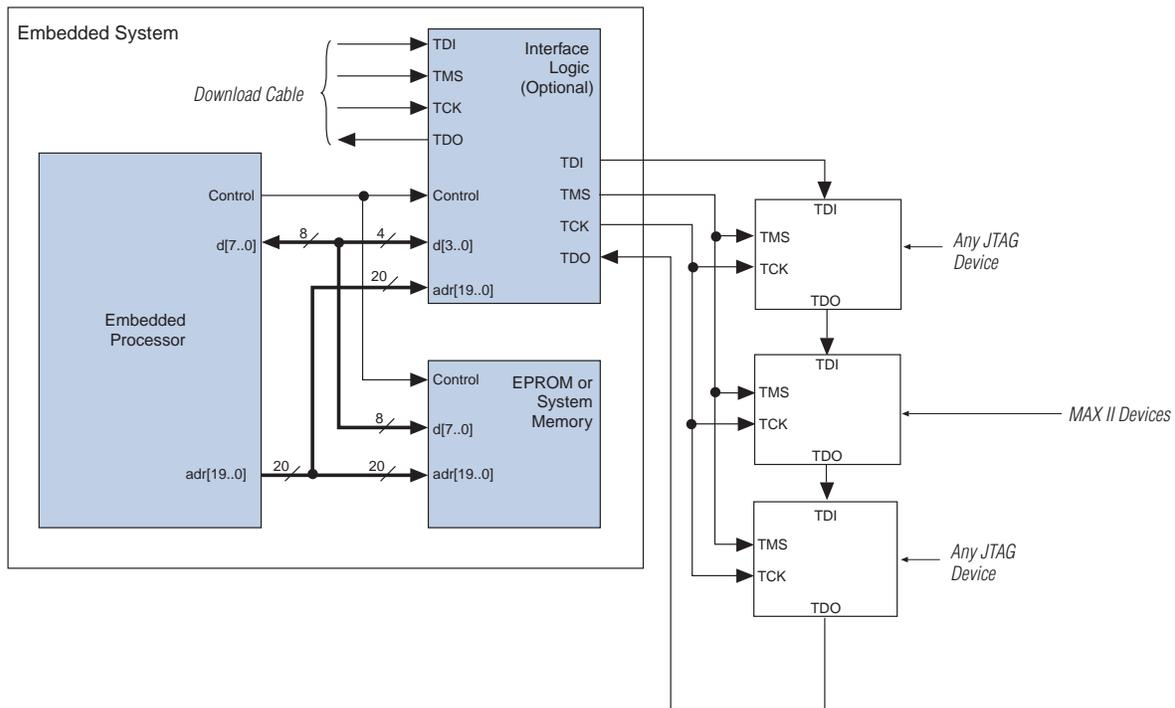 Embedded System
Download Cable
TDI
TMS
TCK
TDO
Interface
Logic
(Optional)
TDI
TMS
TCK
TDO
Control
d[3..0]
adr[19..0]
Control
d[7..0]
8
4
20
Embedded
Processor
adr[19..0]
20
20
8
Control
d[7..0]
adr[19..0]
EPROM or
System
Memory
TDI
TMS
TCK
TDO
Any JTAG
Device
TDI
TMS
TCK
TDO
MAX II Devices
TDI
TMS
TCK
TDO
Any JTAG
Device